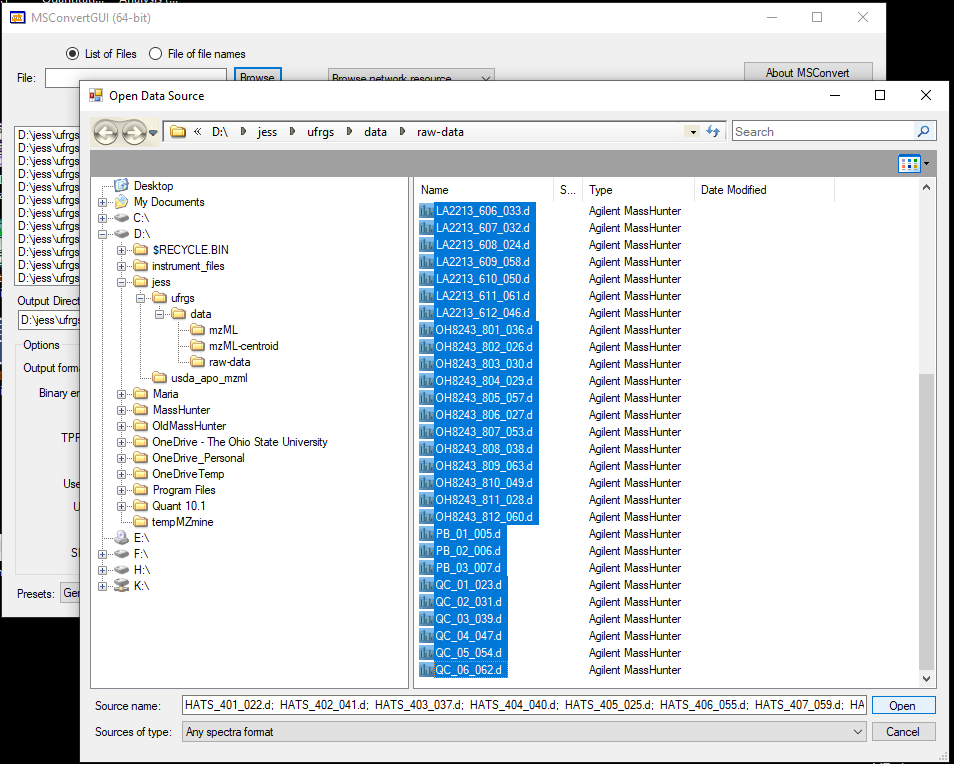 MSConvertGUI (64-bit)
List of Files File of file names
File: Browse Browse network resource
About MSConvert
Open Data Source
« D:\ jess ufrgs data raw-data
Search
D:\jess\ufrgs
D:\jess\ufrgs
D:\jess\ufrgs
D:\jess\ufrgs
D:\jess\ufrgs
D:\jess\ufrgs
D:\jess\ufrgs
D:\jess\ufrgs
D:\jess\ufrgs
D:\jess\ufrgs
D:\jess\ufrgs
D:\jess\ufrgs
Output Direct
D:\jess\ufrgs
Options
Output forma
Binary en
TPP
Use
Presets: Gen
Desktop
My Documents
C:\
D:\
$RECYCLE.BIN
instrument_files
jess
ufrgs
data
mzML
mzML-centroid
raw-data
usda_apo_mzml
Maria
MassHunter
OldMassHunter
OneDrive - The Ohio State University
OneDrive_Personal
OneDriveTemp
Program Files
Quant 10.1
tempMZmine
E:\
F:\
H:\
K:\
Name S... Type Date Modified
LA2213_606_033.d Agilent MassHunter
LA2213_607_032.d Agilent MassHunter
LA2213_608_024.d Agilent MassHunter
LA2213_609_058.d Agilent MassHunter
LA2213_610_050.d Agilent MassHunter
LA2213_611_061.d Agilent MassHunter
LA2213_612_046.d Agilent MassHunter
OH8243_801_036.d Agilent MassHunter
OH8243_802_026.d Agilent MassHunter
OH8243_803_030.d Agilent MassHunter
OH8243_804_029.d Agilent MassHunter
OH8243_805_057.d Agilent MassHunter
OH8243_806_027.d Agilent MassHunter
OH8243_807_053.d Agilent MassHunter
OH8243_808_038.d Agilent MassHunter
OH8243_809_063.d Agilent MassHunter
OH8243_810_049.d Agilent MassHunter
OH8243_811_028.d Agilent MassHunter
OH8243_812_060.d Agilent MassHunter
PB_01_005.d Agilent MassHunter
PB_02_006.d Agilent MassHunter
PB_03_007.d Agilent MassHunter
QC_01_023.d Agilent MassHunter
QC_02_031.d Agilent MassHunter
QC_03_039.d Agilent MassHunter
QC_04_047.d Agilent MassHunter
QC_05_054.d Agilent MassHunter
QC_06_062.d Agilent MassHunter
Source name: HATS_401_022.d; HATS_402_041.d; HATS_403_037.d; HATS_404_040.d; HATS_405_025.d; HATS_406_055.d; HATS_407_059.d; HA Open
Sources of type: Any spectra format Cancel